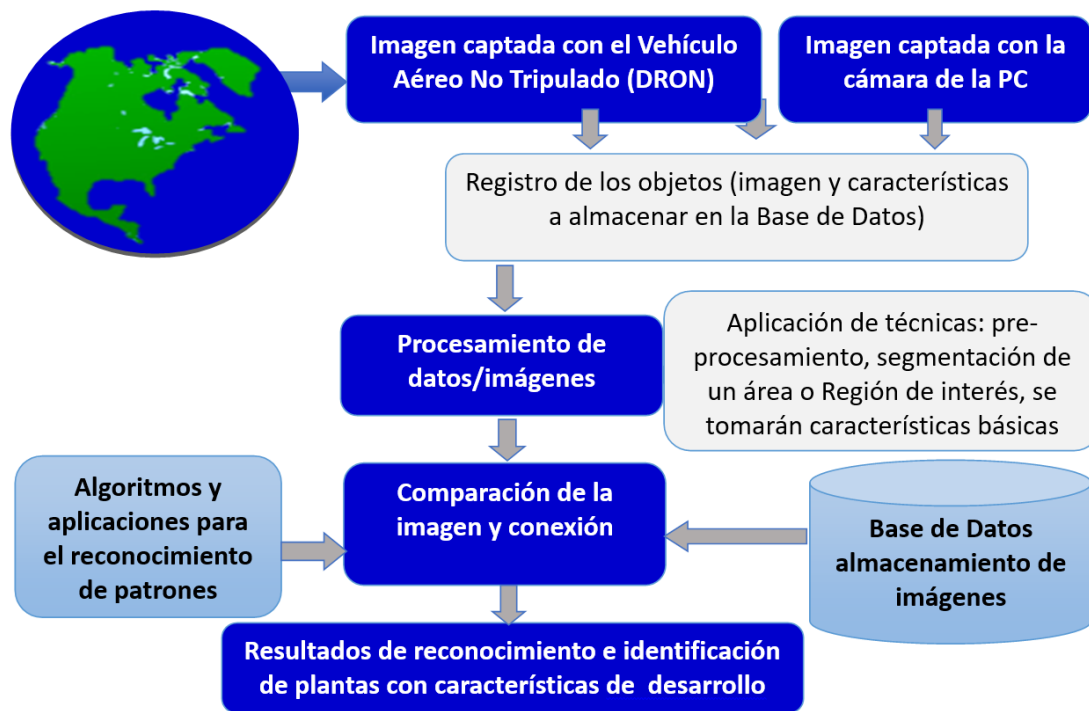 Imagen captada con el Vehículo
Aéreo No Tripulado (DRON)
Imagen captada con la
cámara de la PC
Registro de los objetos (imagen y características
a almacenar en la Base de Datos)
Procesamiento de
datos/imágenes
Aplicación de técnicas: pre-
procesamiento, segmentación de
un área o Región de interés, se
tomarán características básicas
Algoritmos y
aplicaciones para
el reconocimiento
de patrones
Comparación de la
imagen y conexión
Base de Datos
almacenamiento de
imágenes
Resultados de reconocimiento e identificación
de plantas con características de desarrollo